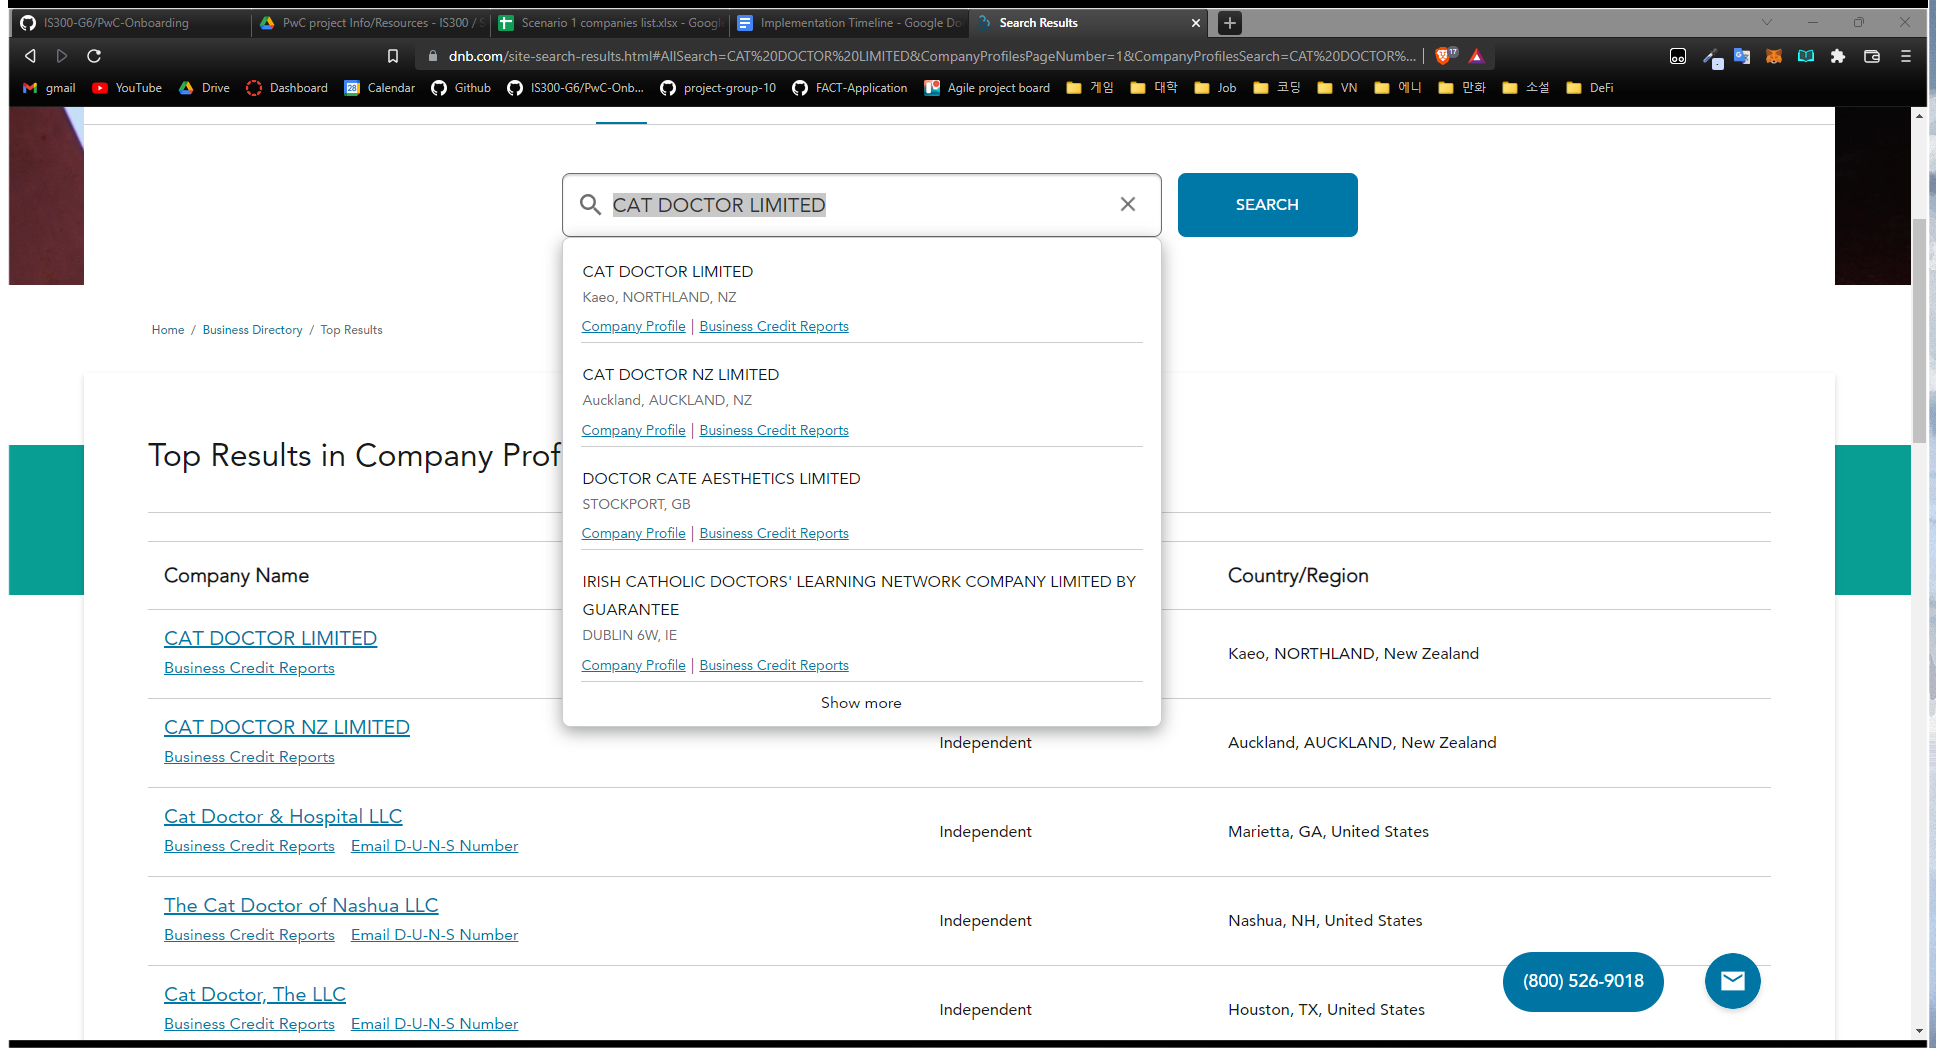 IS300-G6/PwC-Onboarding
PwC project Info/Resources - IS300 / S
Scenario 1 companies list.xlsx - Googl
Implementation Timeline - Google Do
Search Results
dnb.com/site-search-results.html#AllSearch=CAT%20DOCTOR%20LIMITED&CompanyProfilesPageNumber=1&CompanyProfilesSearch=CAT%20DOCTOR%...
17
gmail
YouTube
Drive
Dashboard
28
Calendar
Github
IS300-G6/PwC-Onb...
project-group-10
FACT-Application
Agile project board
게임
대학
Job
코딩
VN
에니
만화
소설
DeFi
CAT DOCTOR LIMITED
SEARCH
CAT DOCTOR LIMITED
Kaeo, NORTHLAND, NZ
Company Profile | Business Credit Reports
CAT DOCTOR NZ LIMITED
Auckland, AUCKLAND, NZ
Company Profile | Business Credit Reports
DOCTOR CATE AESTHETICS LIMITED
STOCKPORT, GB
Company Profile | Business Credit Reports
IRISH CATHOLIC DOCTORS' LEARNING NETWORK COMPANY LIMITED BY
GUARANTEE
DUBLIN 6W, IE
Company Profile | Business Credit Reports
Show more
Home / Business Directory / Top Results
Top Results in Company Prof
Company Name
Country/Region
CAT DOCTOR LIMITED
Business Credit Reports
Kaeo, NORTHLAND, New Zealand
CAT DOCTOR NZ LIMITED
Business Credit Reports
Independent
Auckland, AUCKLAND, New Zealand
Cat Doctor & Hospital LLC
Business Credit Reports Email D-U-N-S Number
Independent
Marietta, GA, United States
The Cat Doctor of Nashua LLC
Business Credit Reports Email D-U-N-S Number
Independent
Nashua, NH, United States
Cat Doctor, The LLC
Business Credit Reports Email D-U-N-S Number
Independent
Houston, TX, United States
(800) 526-9018